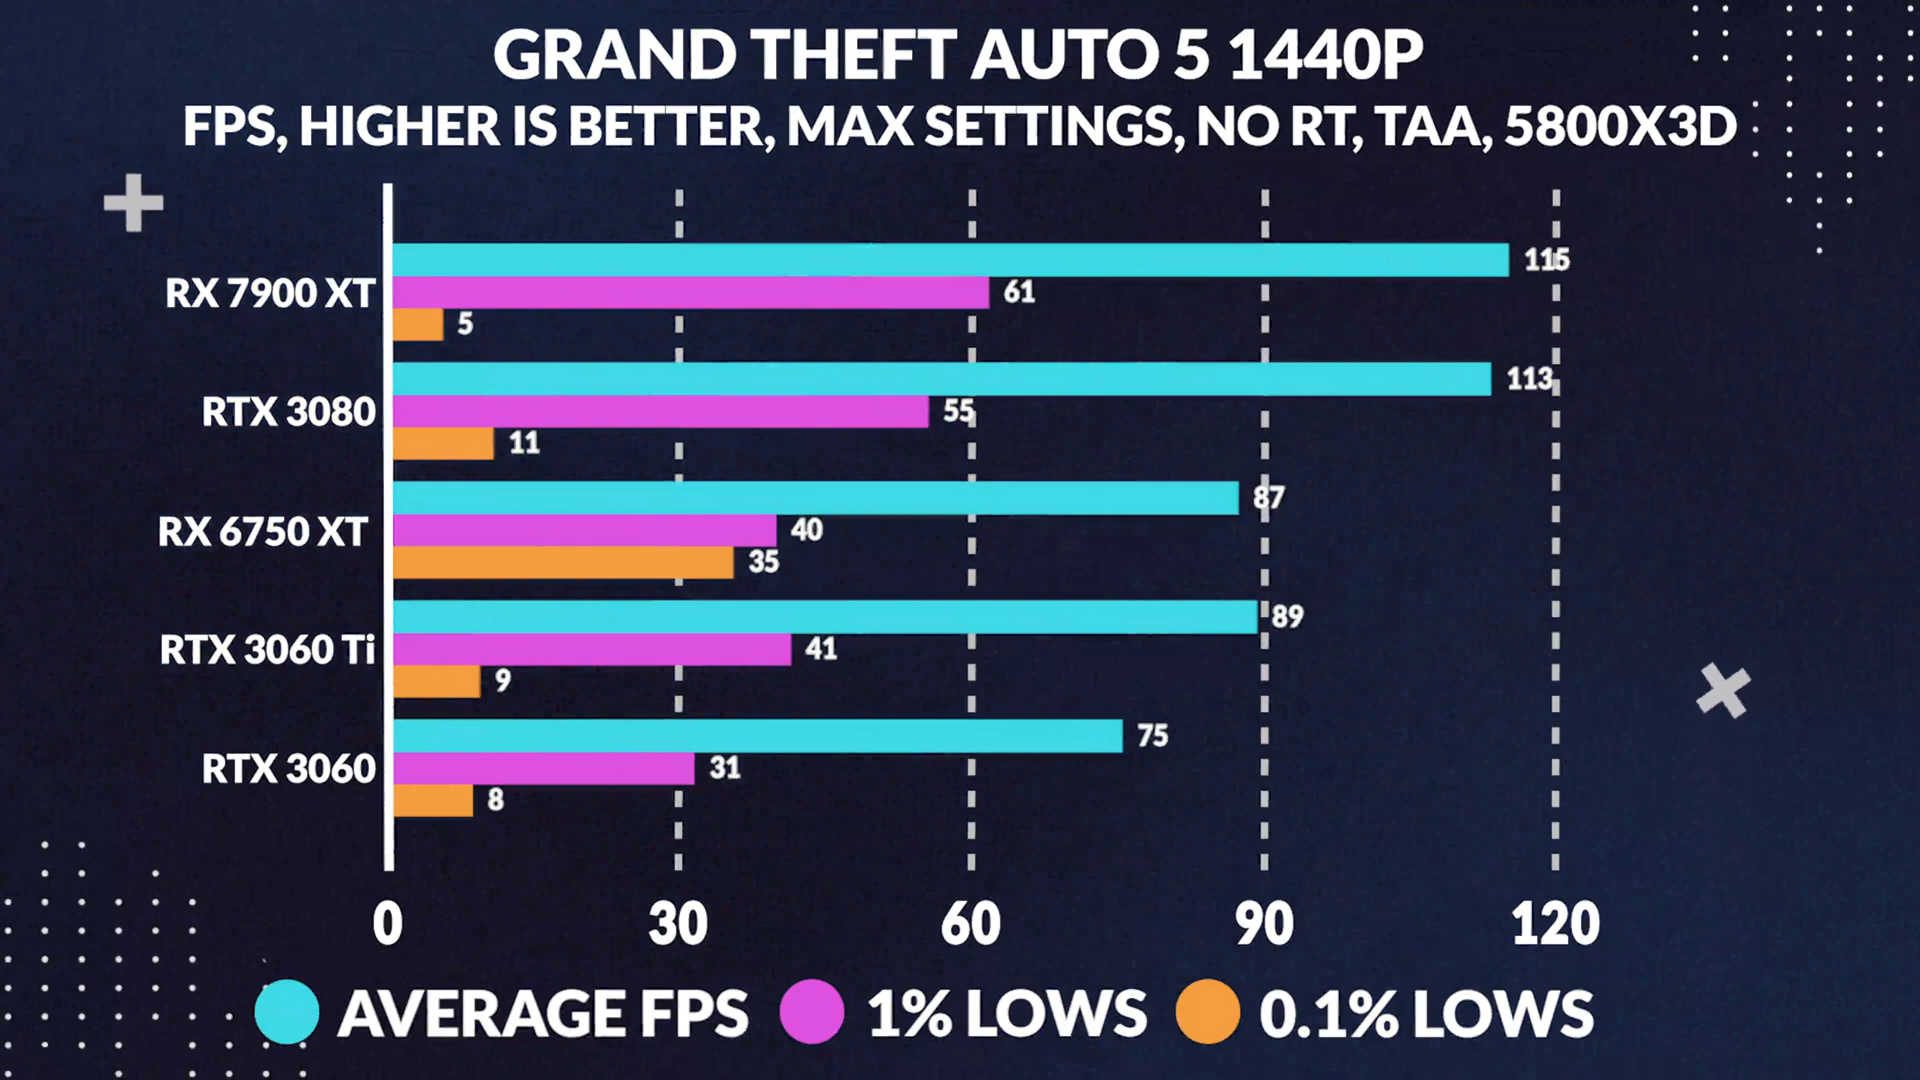 GRAND THEFT AUTO 5 1440P
FPS, HIGHER IS BETTER, MAX SETTINGS, NO RT, TAA, 5800X3D
115
RX 7900 XT
61
5
113
RTX 3080
55
11
87
RX 6750 XT
40
35
89
RTX 3060 Ti
41
9
75
RTX 3060
31
8
0 30 60 90 120
AVERAGE FPS 1% LOWS 0.1% LOWS